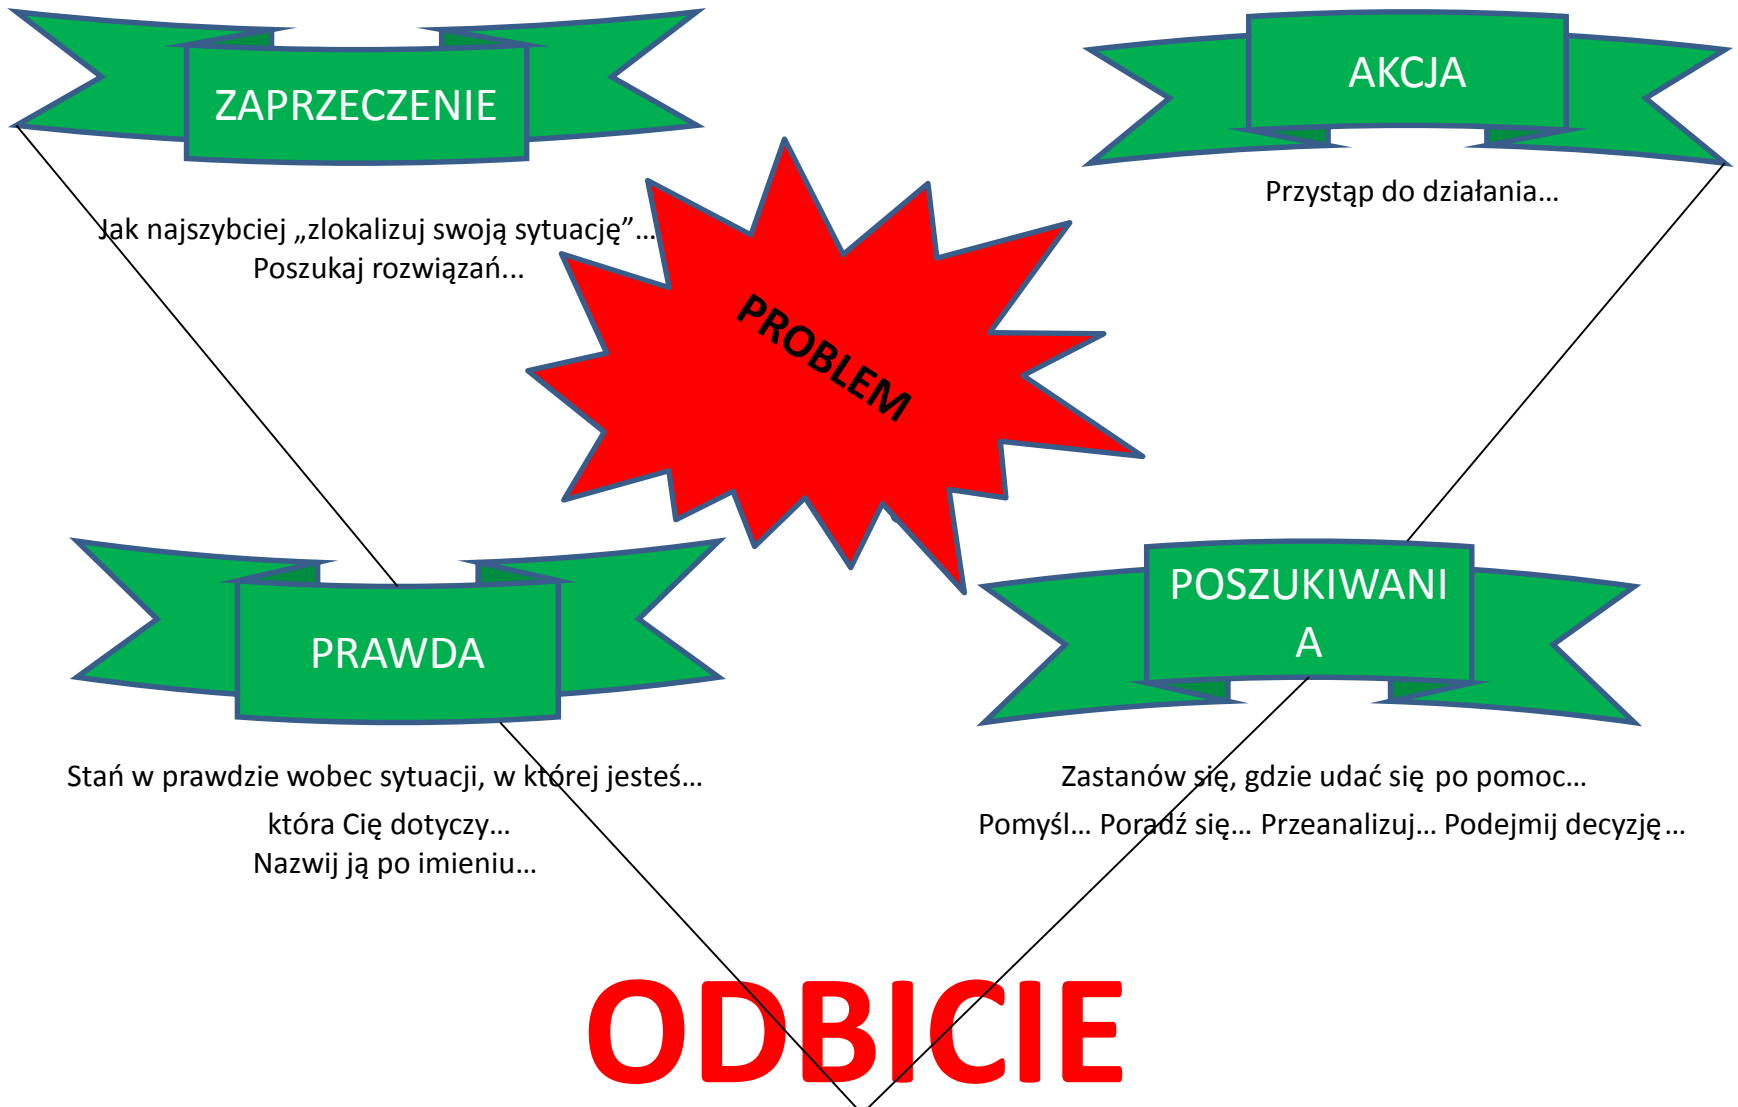 ZAPRZECZENIE
Jak najszybciej „zlokalizuj swoją sytuację”...
Poszukaj rozwiązań...
AKCJA
Przystąp do działania...
PROBLEM
PRAWDA
Stań w prawdzie wobec sytuacji, w której jesteś...
która Cię dotyczy...
Nazwij ją po imieniu...
POSZUKIWANI
A
Zastanów się, gdzie udać się po pomoc...
Pomyśl... Poradź się... Przeanalizuj... Podejmij decyzję...
ODBICIE